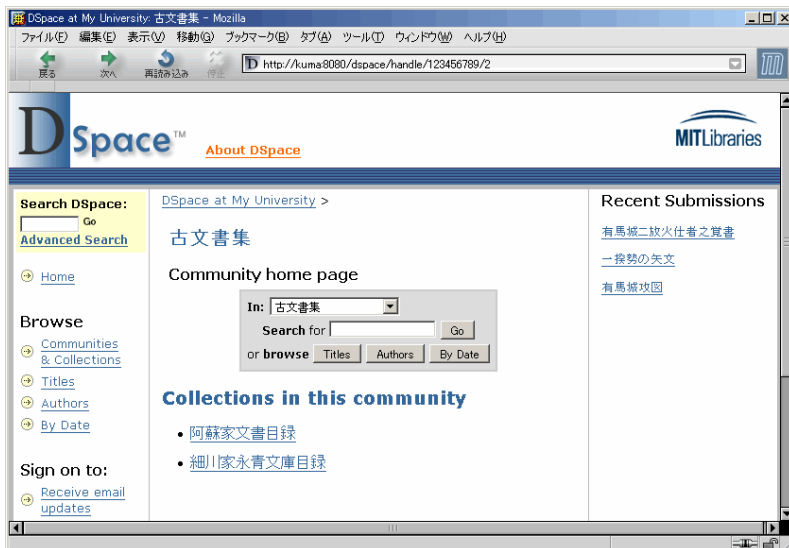 DSpace at My University: 古文書集 - Mozilla
ファイル(F) 編集(E) 表示(V) 移動(G) ブックマーク(B) タブ(A) ツール(T) ウィンドウ(W) ヘルプ(H)
戻る 次へ 再読み込み 停止 http://kuma:8080/dspace/handle/123456789/2
DSpace™ About DSpace
MITLibraries
Search DSpace:
Go
Advanced Search
Home
Browse
Communities
& Collections
Titles
Authors
By Date
Sign on to:
Receive email
updates
DSpace at My University >
古文書集
Community home page
In: 古文書集
Search for Go
or browse Titles Authors By Date
Collections in this community
• 阿蘇家文書目録
• 細川家永青文庫目録
Recent Submissions
有馬城二放火仕者之覚書
一揆勢の矢文
有馬城攻図